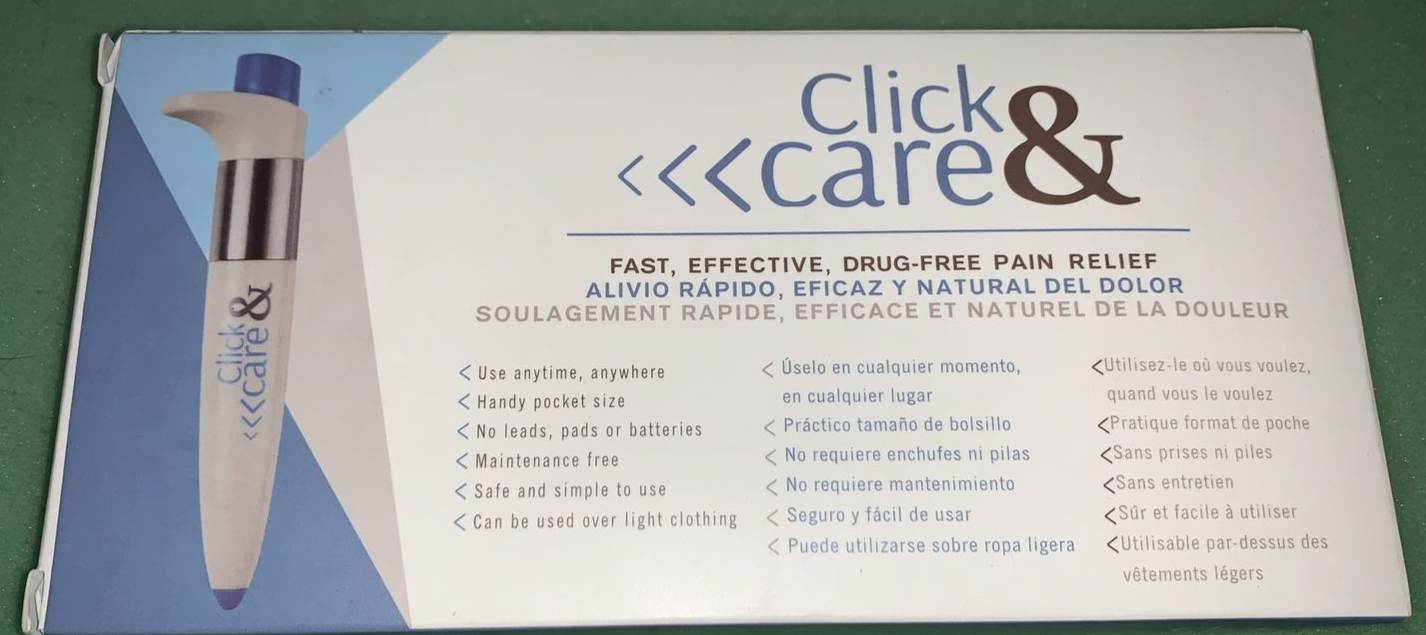 Click
<<<care&
FAST, EFFECTIVE, DRUG-FREE PAIN RELIEF
ALIVIO RÁPIDO, EFICAZ Y NATURAL DEL DOLOR
SOULAGEMENT RAPIDE, EFFICACE ET NATUREL DE LA DOULEUR
< Use anytime, anywhere
< Handy pocket size
< No leads, pads or batteries
< Maintenance free
< Safe and simple to use
< Can be used over light clothing
< Úselo en cualquier momento,
en cualquier lugar
< Práctico tamaño de bolsillo
< No requiere enchufes ni pilas
< No requiere mantenimiento
< Seguro y fácil de usar
< Puede utilizarse sobre ropa ligera
<Utilisez-le où vous voulez,
quand vous le voulez
<Pratique format de poche
<Sans prises ni piles
<Sans entretien
<Sûr et facile à utiliser
<Utilisable par-dessus des
vêtements légers
Click
<<<care&